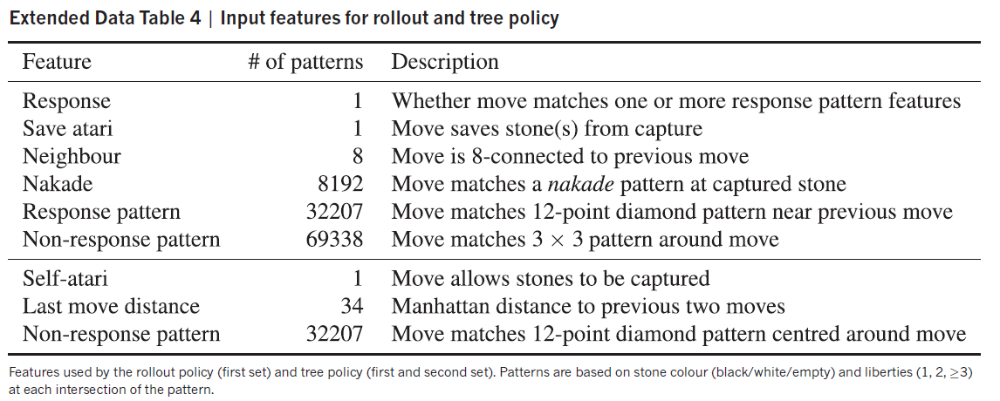 Extended Data Table 4 | Input features for rollout and tree policy
Feature # of patterns Description
Response 1 Whether move matches one or more response pattern features
Save atari 1 Move saves stone(s) from capture
Neighbour 8 Move is 8-connected to previous move
Nakade 8192 Move matches a nakade pattern at captured stone
Response pattern 32207 Move matches 12-point diamond pattern near previous move
Non-response pattern 69338 Move matches 3 × 3 pattern around move
Self-atari 1 Move allows stones to be captured
Last move distance 34 Manhattan distance to previous two moves
Non-response pattern 32207 Move matches 12-point diamond pattern centred around move
Features used by the rollout policy (first set) and tree policy (first and second set). Patterns are based on stone colour (black/white/empty) and liberties (1, 2, ≥3)
at each intersection of the pattern.